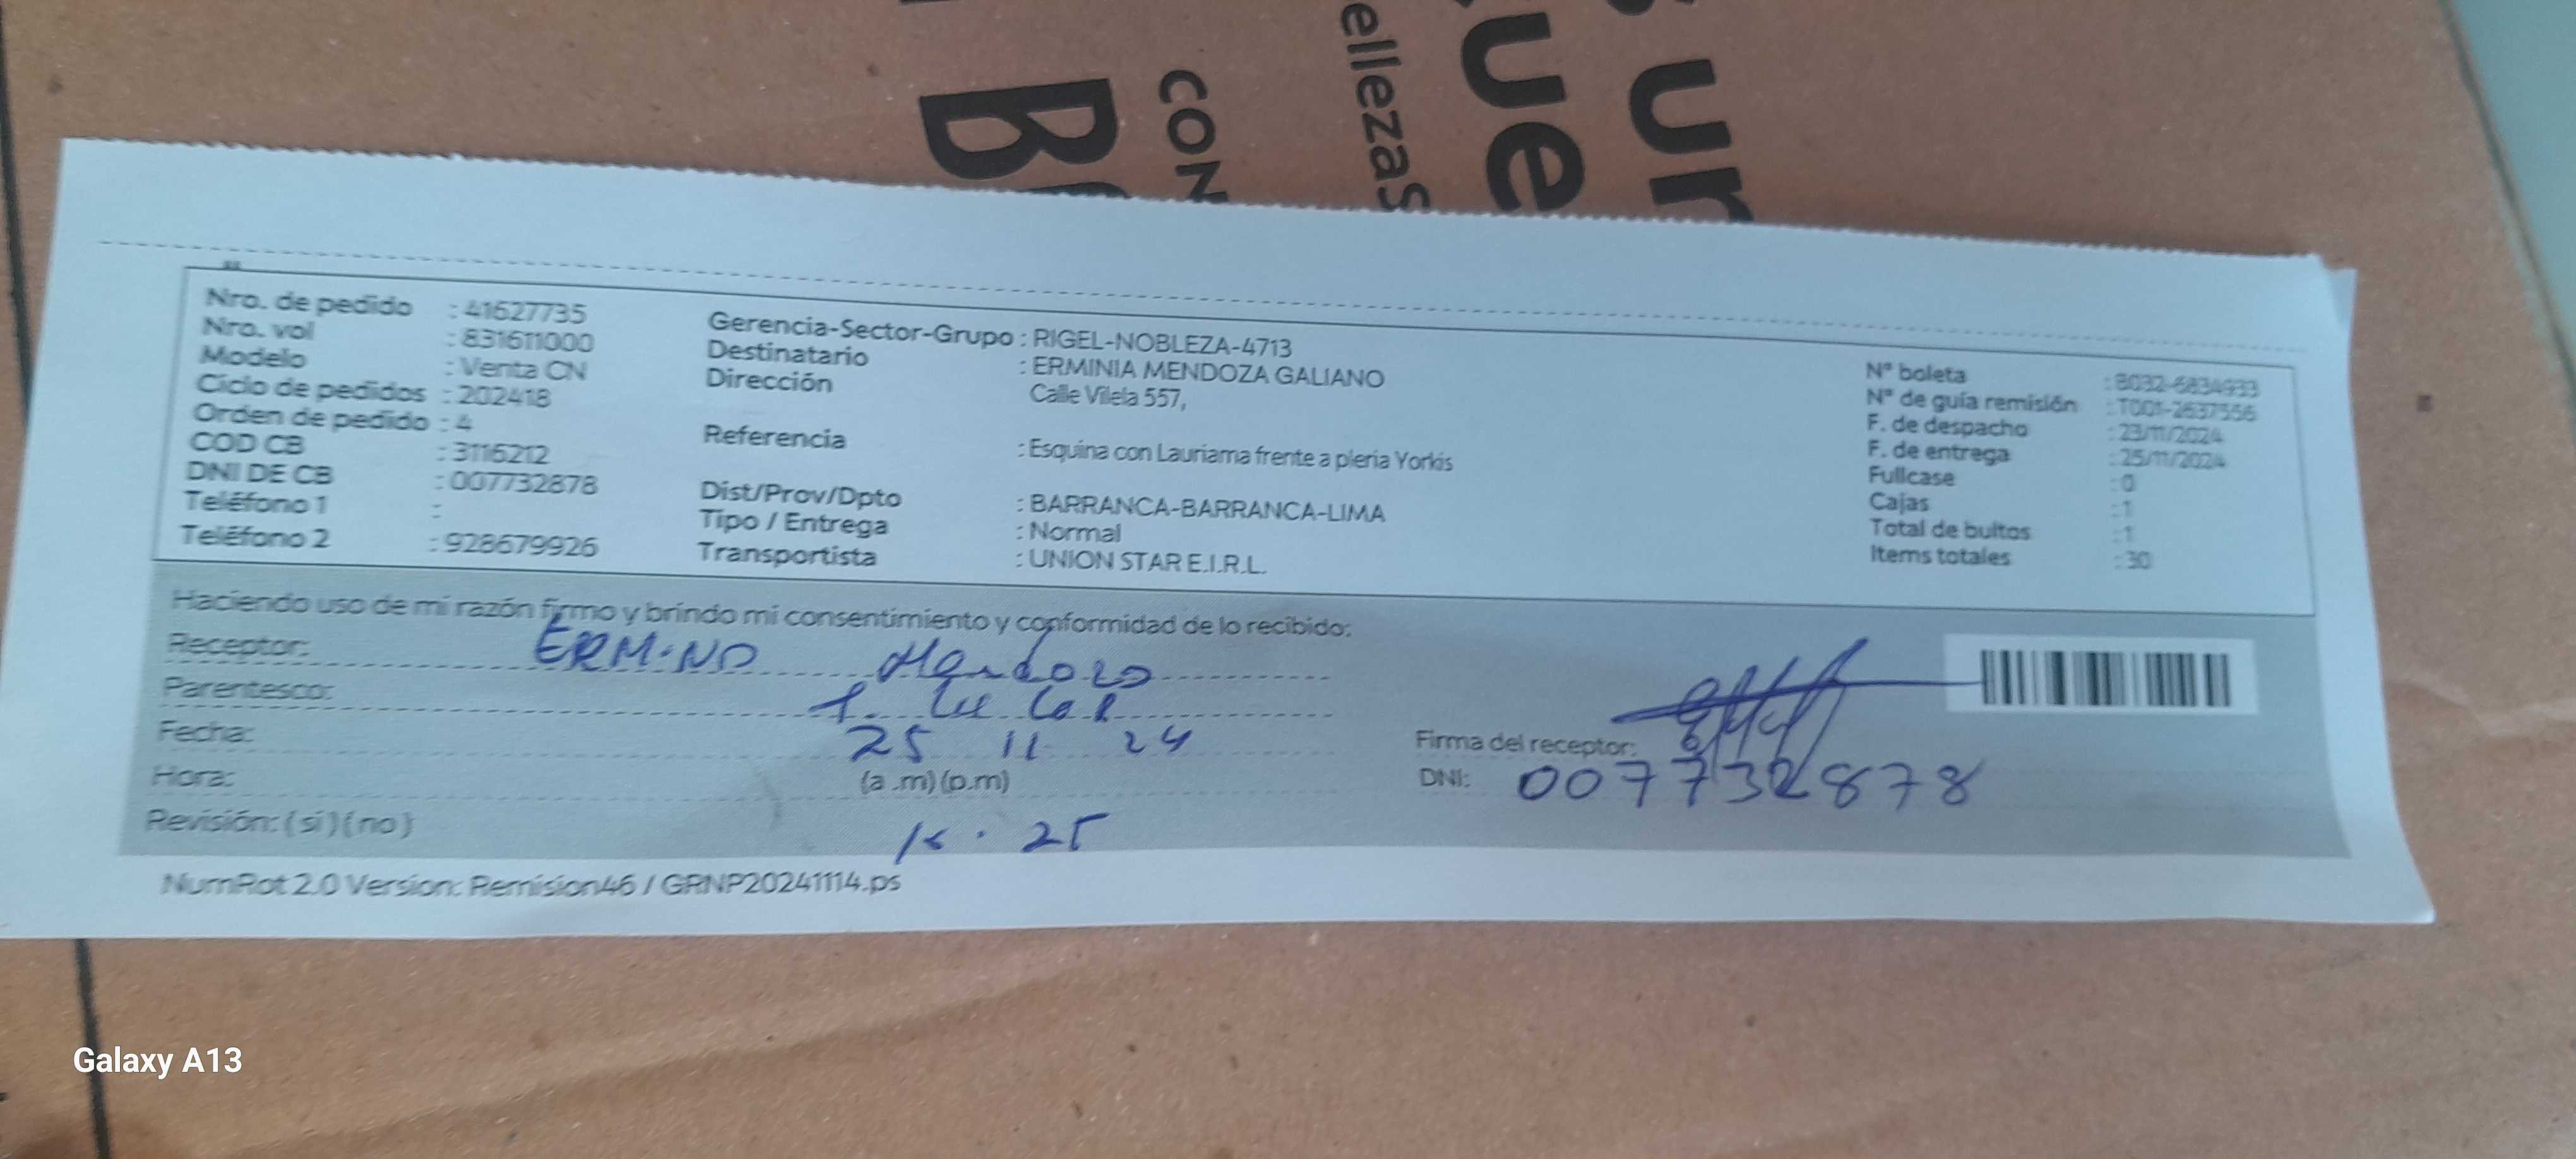 B
CON
ellezaS
ue
ur
Nro. de pedido : 41627735
Nro. vol : 831611000
Modelo : Venta CN
Ciclo de pedidos : 202418
Orden de pedido : 4
COD CB : 3116212
DNI DE CB : 007732878
Teléfono 1 :
Teléfono 2 : 928679926
Gerencia-Sector-Grupo : RIGEL-NOBLEZA-4713
Destinatario : ERMINIA MENDOZA GALIANO
Dirección Calle Vilela 557,
Referencia : Esquina con Lauriama frente a pleria Yorkis
Dist/Prov/Dpto : BARRANCA-BARRANCA-LIMA
Tipo / Entrega : Normal
Transportista : UNION STAR E.I.R.L.
N° boleta : B032-6834933
N° de guía remisión : T001-2637556
F. de despacho : 23/11/2024
F. de entrega : 25/11/2024
Fullcase : 0
Cajas : 1
Total de bultos : 1
Items totales : 30
Haciendo uso de mi razón firmo y brindo mi consentimiento y conformidad de lo recibido:
Receptor: ERMINO Mendozo
Parentesco: Titular
Fecha: 25 11 24
Hora: (a .m) (p.m)
Revisión: (si) (no) 25
Firma del receptor:
DNI: 007732878
NumRot 2.0 Version: Remision46 / GRNP20241114.ps
Galaxy A13